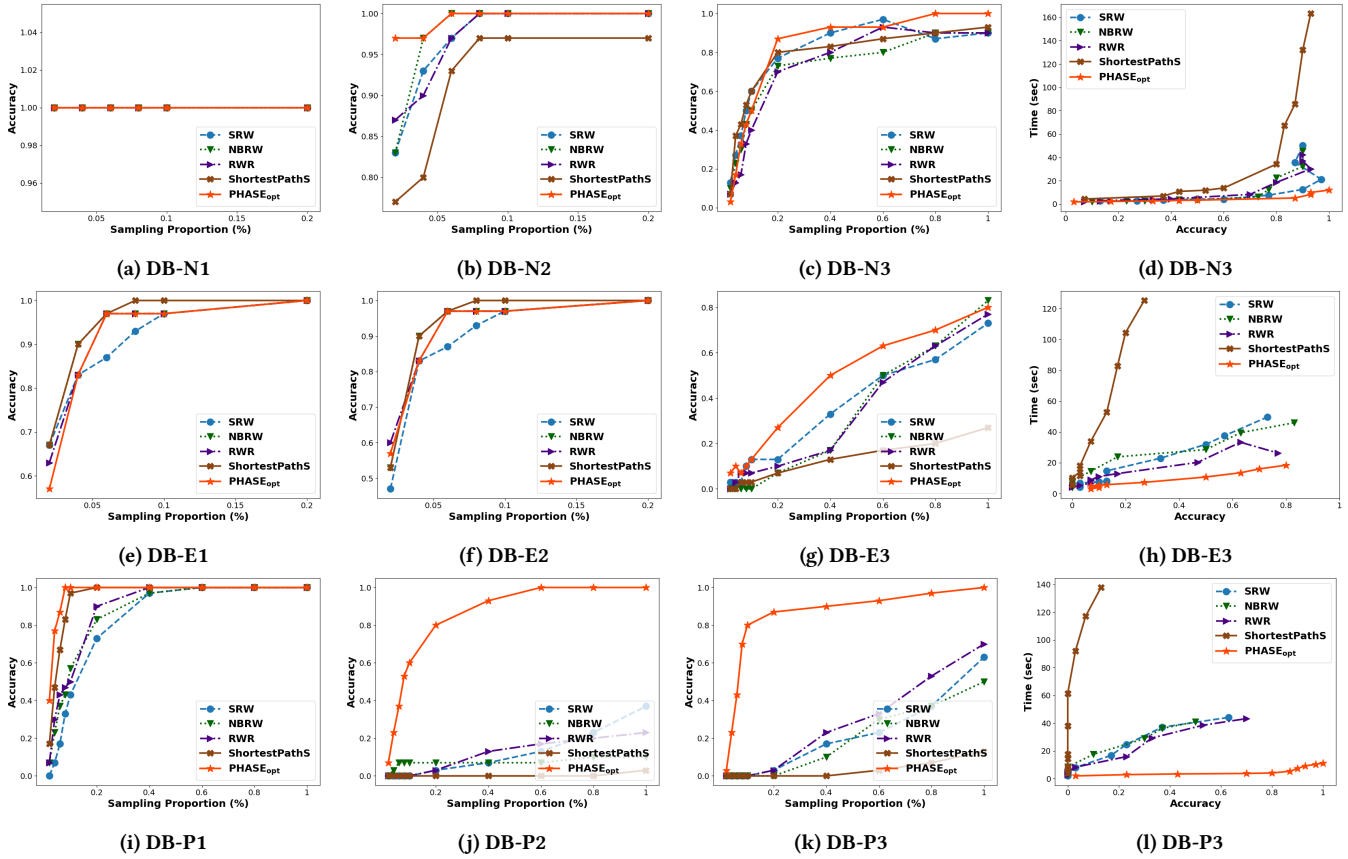 1.04
1.02
1.00
0.98
0.96
Accuracy
0.05
0.1
0.15
0.2
Sampling Proportion (%)
SRW
NBRW
RWR
ShortestPathS
PHASEopt
(a) DB-N1
1.00
0.95
0.90
0.85
0.80
Accuracy
0.05
0.1
0.15
0.2
Sampling Proportion (%)
SRW
NBRW
RWR
ShortestPathS
PHASEopt
(b) DB-N2
1.0
0.8
0.6
0.4
0.2
0.0
Accuracy
0.2
0.4
0.6
0.8
1
Sampling Proportion (%)
SRW
NBRW
RWR
ShortestPathS
PHASEopt
(c) DB-N3
160
140
120
100
80
60
40
20
0
Time (sec)
0
0.2
0.4
0.6
0.8
1
Accuracy
SRW
NBRW
RWR
ShortestPathS
PHASEopt
(d) DB-N3
1.0
0.9
0.8
0.7
0.6
Accuracy
0.05
0.1
0.15
0.2
Sampling Proportion (%)
SRW
NBRW
RWR
ShortestPathS
PHASEopt
(e) DB-E1
1.0
0.9
0.8
0.7
0.6
0.5
Accuracy
0.05
0.1
0.15
0.2
Sampling Proportion (%)
SRW
NBRW
RWR
ShortestPathS
PHASEopt
(f) DB-E2
0.8
0.6
0.4
0.2
0.0
Accuracy
0.2
0.4
0.6
0.8
1
Sampling Proportion (%)
SRW
NBRW
RWR
ShortestPathS
PHASEopt
(g) DB-E3
120
100
80
60
40
20
0
Time (sec)
0
0.2
0.4
0.6
0.8
1
Accuracy
SRW
NBRW
RWR
ShortestPathS
PHASEopt
(h) DB-E3
1.0
0.8
0.6
0.4
0.2
0.0
Accuracy
0.2
0.4
0.6
0.8
1
Sampling Proportion (%)
SRW
NBRW
RWR
ShortestPathS
PHASEopt
(i) DB-P1
1.0
0.8
0.6
0.4
0.2
0.0
Accuracy
0.2
0.4
0.6
0.8
1
Sampling Proportion (%)
SRW
NBRW
RWR
ShortestPathS
PHASEopt
(j) DB-P2
1.0
0.8
0.6
0.4
0.2
0.0
Accuracy
0.2
0.4
0.6
0.8
1
Sampling Proportion (%)
SRW
NBRW
RWR
ShortestPathS
PHASEopt
(k) DB-P3
140
120
100
80
60
40
20
0
Time (sec)
0
0.2
0.4
0.6
0.8
1
Accuracy
SRW
NBRW
RWR
ShortestPathS
PHASEopt
(l) DB-P3